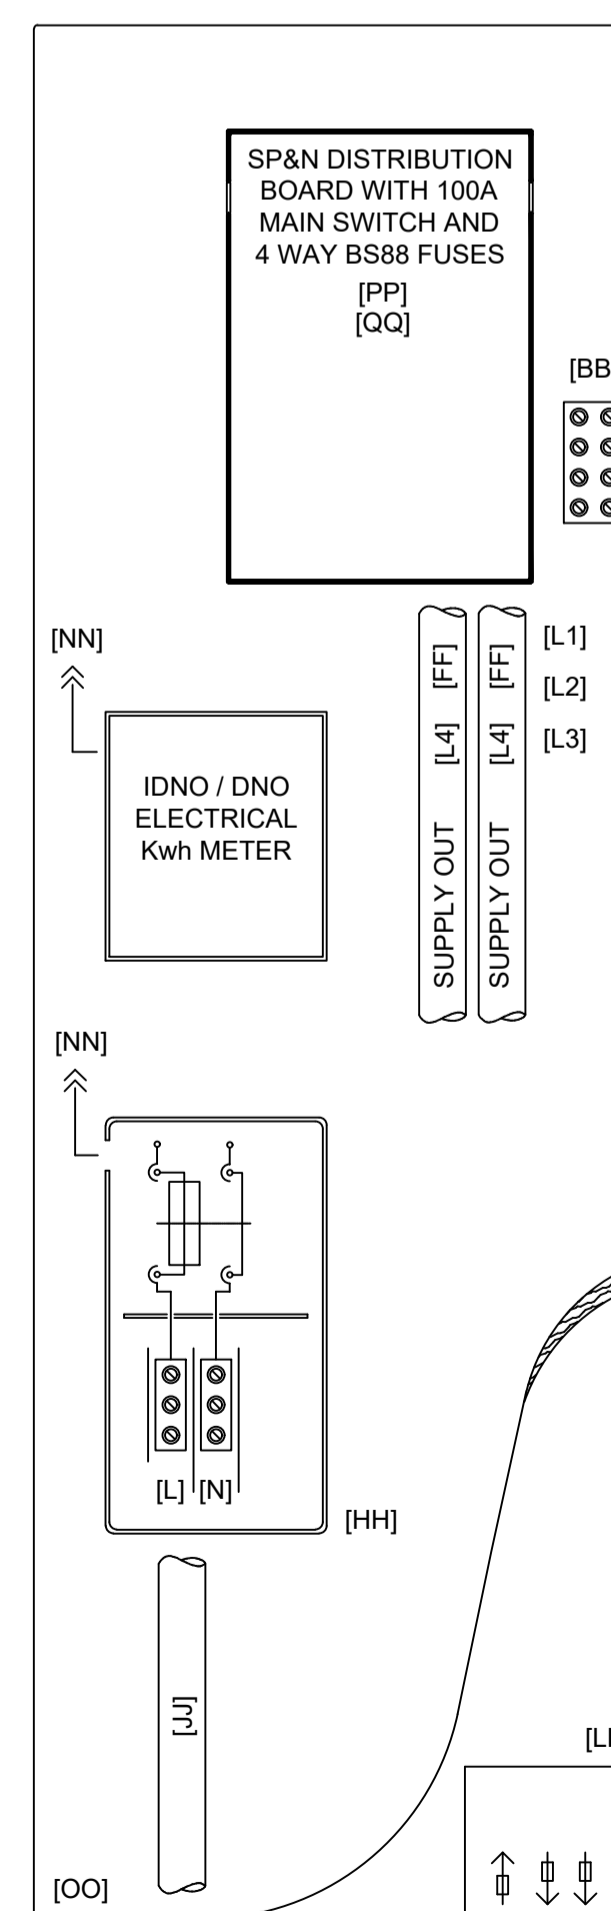 SP&N DISTRIBUTION
BOARD WITH 100A
MAIN SWITCH AND
4 WAY BS88 FUSES
[PP]
[QQ]
[BB
[NN]
[FF]
[FF]
[L1]
[L2]
[L3]
[L4]
[L4]
IDNO / DNO
ELECTRICAL
Kwh METER
SUPPLY OUT
SUPPLY OUT
[NN]
[L] [N]
[HH]
[JJ]
[OO]